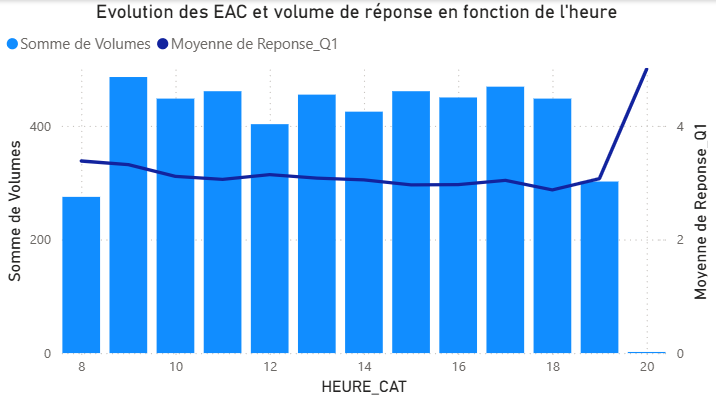 Evolution des EAC et volume de réponse en fonction de l'heure
Somme de Volumes Moyenne de Reponse_Q1
Somme de Volumes
400
200
0
4
2
0
Moyenne de Reponse_Q1
8 10 12 14 16 18 20
HEURE_CAT